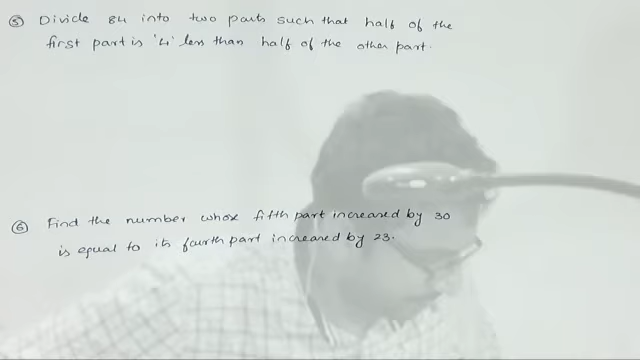 ⑤ Divide 84 into two parts such that half of the
first part is '4' less than half of the other part.
⑥ Find the number whose fifth part increased by 30
is equal to its fourth part increased by 23.